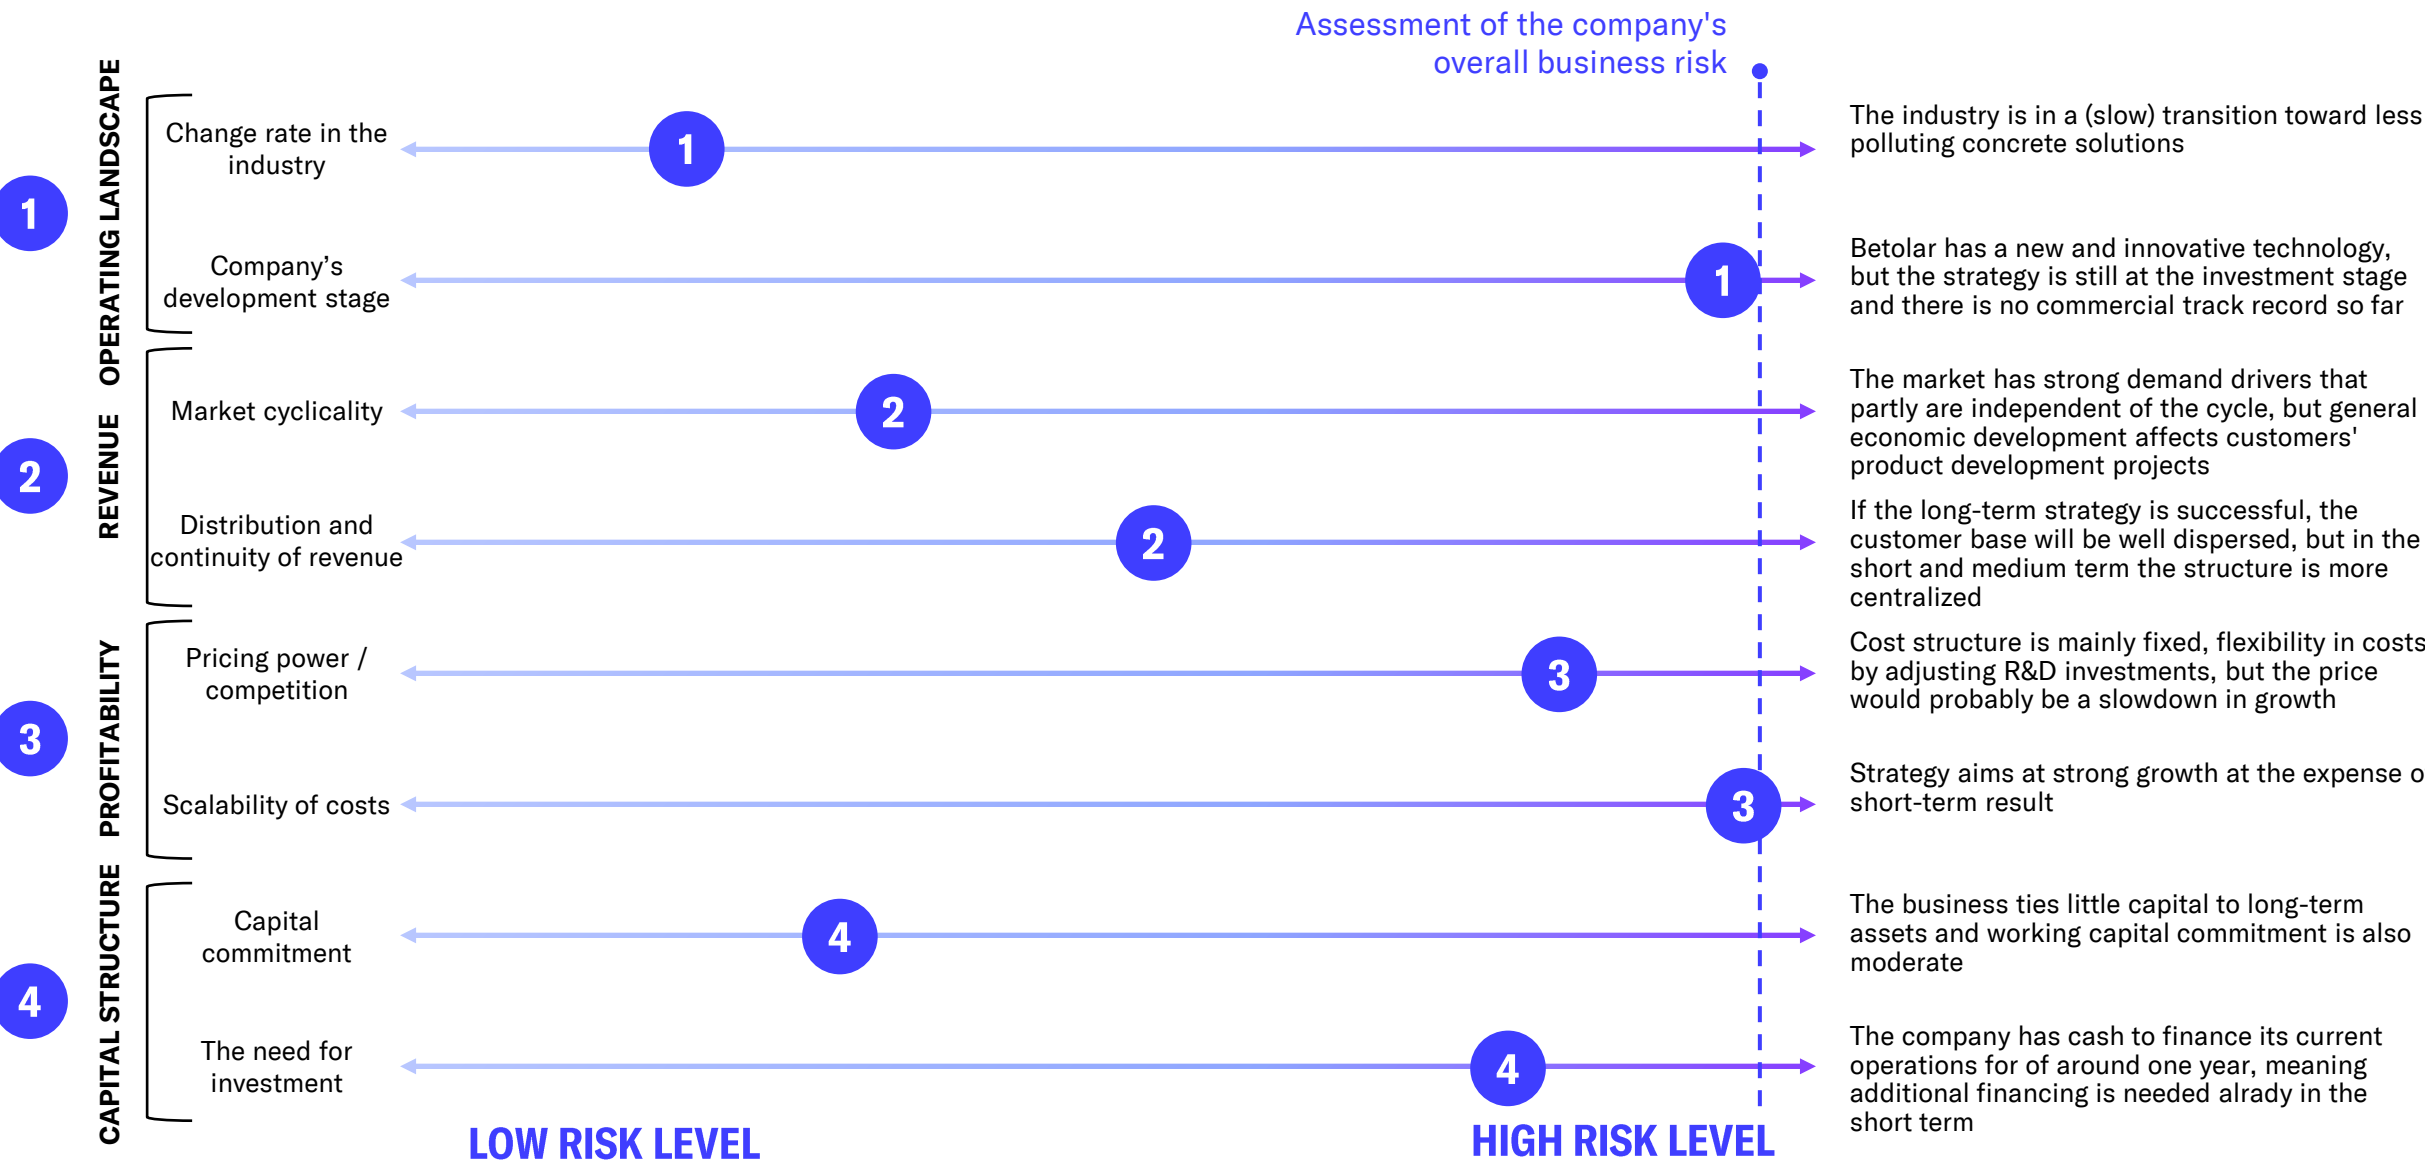 Assessment of the company's
overall business risk
1
OPERATING LANDSCAPE
Change rate in the
industry
1
The industry is in a (slow) transition toward less
polluting concrete solutions
Company's
development stage
1
Betolar has a new and innovative technology,
but the strategy is still at the investment stage
and there is no commercial track record so far
2
REVENUE
Market cyclicality
2
The market has strong demand drivers that
partly are independent of the cycle, but general
economic development affects customers'
product development projects
Distribution and
continuity of revenue
2
If the long-term strategy is successful, the
customer base will be well dispersed, but in the
short and medium term the structure is more
centralized
3
PROFITABILITY
Pricing power /
competition
3
Cost structure is mainly fixed, flexibility in costs
by adjusting R&D investments, but the price
would probably be a slowdown in growth
Scalability of costs
3
Strategy aims at strong growth at the expense o
short-term result
4
CAPITAL STRUCTURE
Capital
commitment
4
The business ties little capital to long-term
assets and working capital commitment is also
moderate
The need for
investment
4
The company has cash to finance its current
operations for of around one year, meaning
additional financing is needed alrady in the
short term
LOW RISK LEVEL
HIGH RISK LEVEL